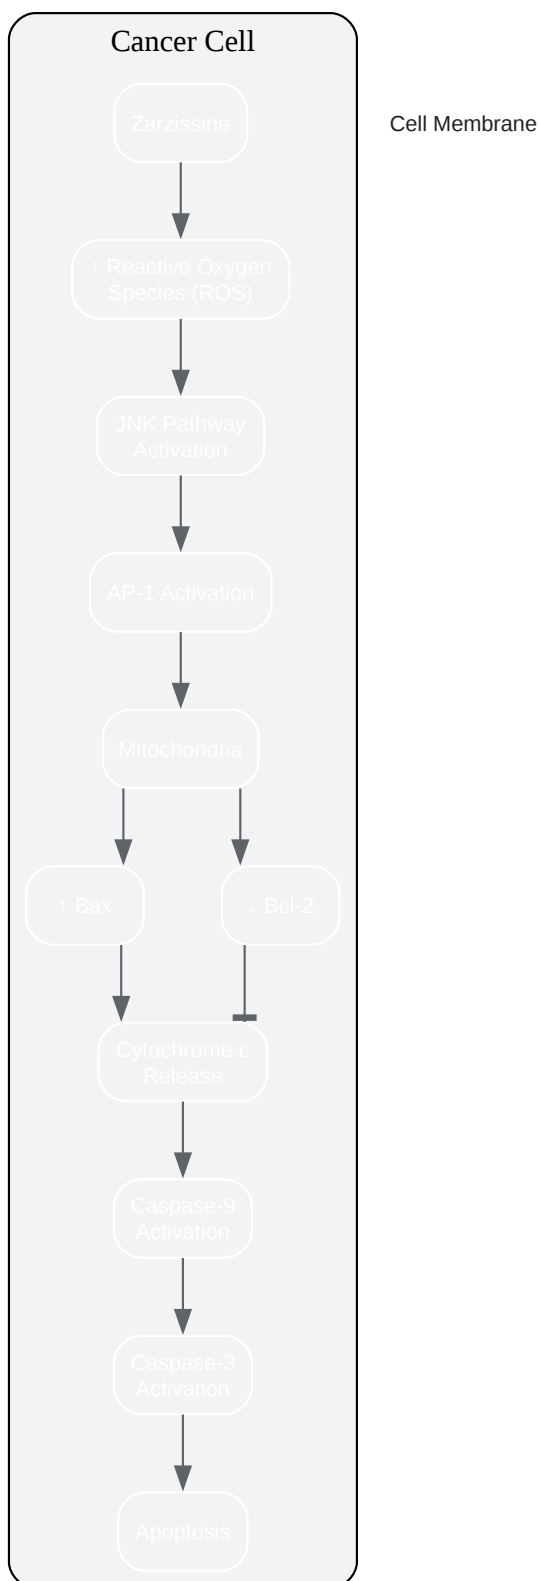 Cancer Cell
Zarzissine
Cell Membrane
↑ Reactive Oxygen
Species (ROS)
JNK Pathway
Activation
AP-1 Activation
Mitochondria
↑ Bax
↓ Bcl-2
Cytochrome c
Release
Caspase-9
Activation
Caspase-3
Activation
Apoptosis